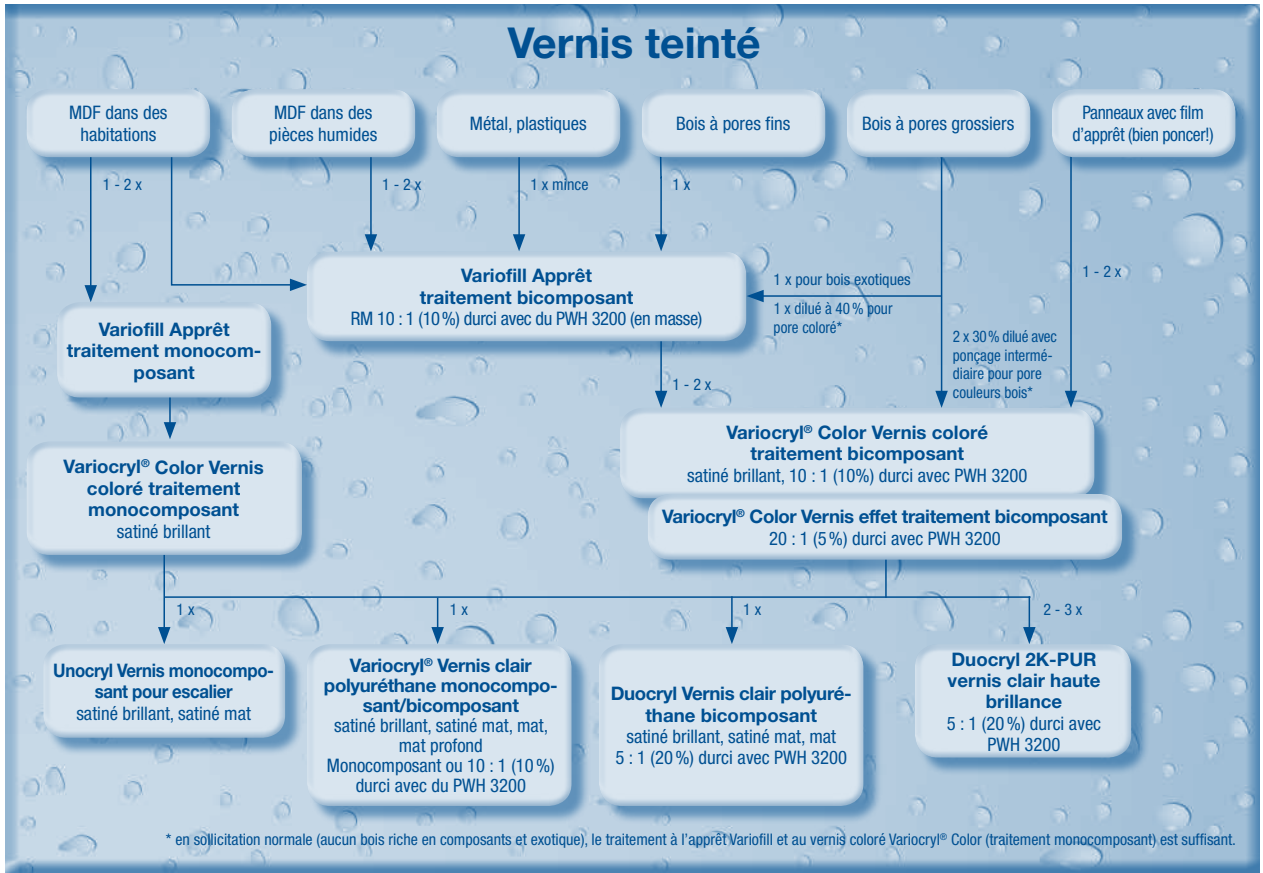 Vernis teinté
MDF dans des
habitations
MDF dans des
pièces humides
Métal, plastiques
Bois à pores fins
Bois à pores grossiers
Panneaux avec film
d'apprêt (bien poncer!)
1 - 2 x
1 - 2 x
1 x mince
1 x
Variofill Apprêt
traitement bicomposant
RM 10 : 1 (10 %) durci avec du PWH 3200 (en masse)
1 x pour bois exotiques
1 x dilué à 40 % pour
pore coloré*
1 - 2 x
Variofill Apprêt
traitement monocom-
posant
2 x 30 % dilué avec
ponçage intermé-
diaire pour pore
couleurs bois*
1 - 2 x
Variocryl® Color Vernis coloré
traitement bicomposant
satiné brillant, 10 : 1 (10%) durci avec PWH 3200
Variocryl® Color Vernis
coloré traitement
monocomposant
satiné brillant
Variocryl® Color Vernis effet traitement bicomposant
20 : 1 (5 %) durci avec PWH 3200
1 x
1 x
1 x
2 - 3 x
Unocryl Vernis monocompo-
sant pour escalier
satiné brillant, satiné mat
Variocryl® Vernis clair
polyuréthane monocompo-
sant/bicomposant
satiné brillant, satiné mat, mat,
mat profond
Monocomposant ou 10 : 1 (10 %)
durci avec du PWH 3200
Duocryl Vernis clair polyuré-
thane bicomposant
satiné brillant, satiné mat, mat
5 : 1 (20 %) durci avec PWH 3200
Duocryl 2K-PUR
vernis clair haute
brillance
5 : 1 (20 %) durci avec
PWH 3200
* en sollicitation normale (aucun bois riche en composants et exotique), le traitement à l'apprêt Variofill et au vernis coloré Variocryl® Color (traitement monocomposant) est suffisant.